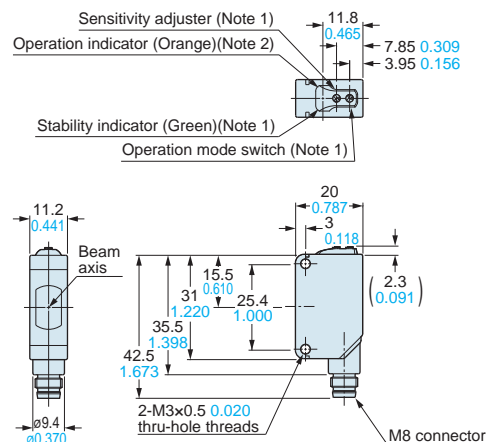 Sensitivity adjuster (Note 1)
Operation indicator (Orange)(Note 2)
11.8
0.465
7.85 0.309
3.95 0.156
Stability indicator (Green)(Note 1)
Operation mode switch (Note 1)
20
0.787
3
0.118
11.2
0.441
Beam
axis
15.5
0.610
2.3
0.091
31
1.220
25.4
1.000
35.5
1.398
42.5
1.673
ø9.4
ø0.370
2-M3×0.5 0.020
thru-hole threads
M8 connector